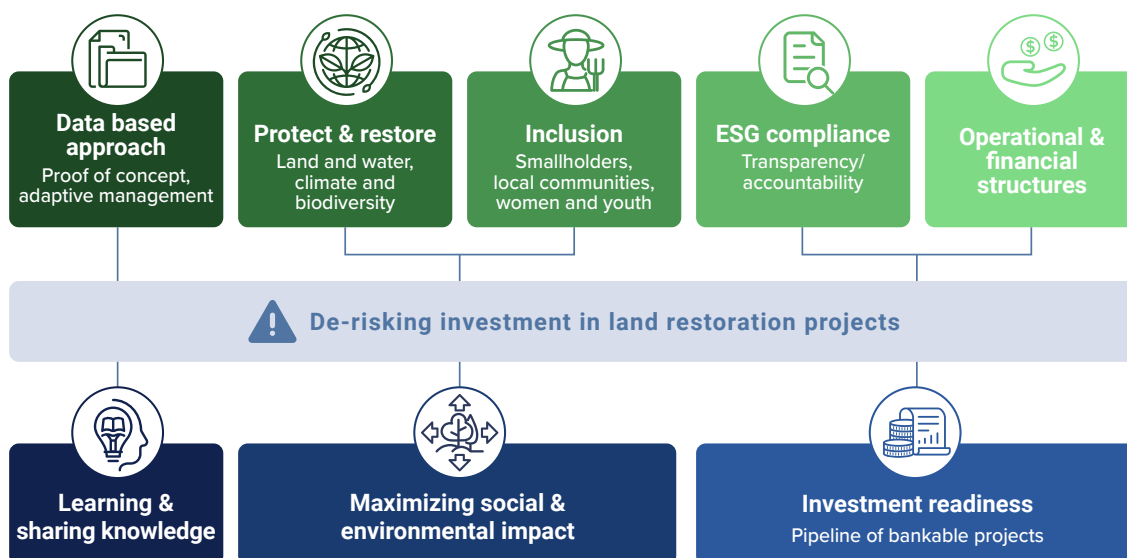 Data based
approach
Proof of concept,
adaptive management
Protect & restore
Land and water,
climate and
biodiversity
Inclusion
Smallholders,
local communities,
women and youth
ESG compliance
Transparency/
accountability
Operational &
financial
structures
$ $
De-risking investment in land restoration projects
Learning &
sharing knowledge
Maximizing social &
environmental impact
Investment readiness
Pipeline of bankable projects